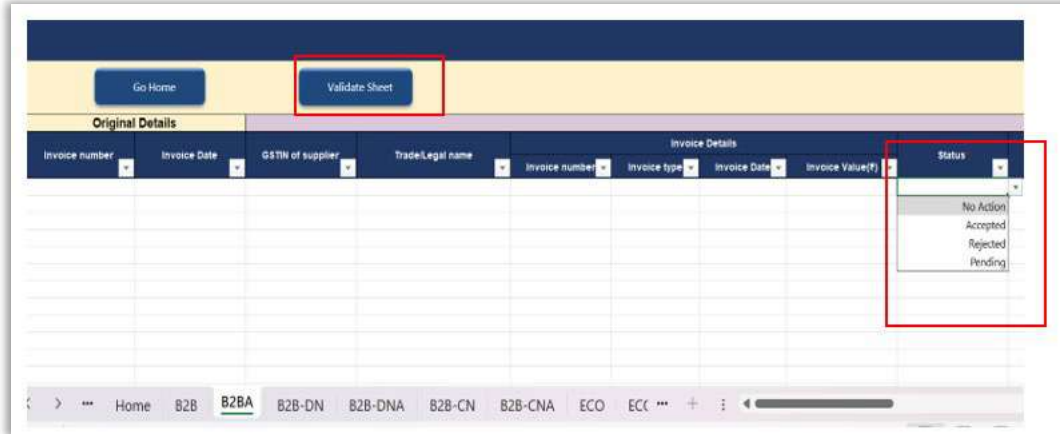 Go Home
Validate Sheet
Original Details
Invoice number
Invoice Date
GSTIN of supplier
Trade/Legal name
Invoice Details
Invoice number
Invoice type
Invoice Date
Invoice Value(₹)
Status
No Action
Accepted
Rejected
Pending
Home B2B B2BA B2B-DN B2B-DNA B2B-CN B2B-CNA ECO